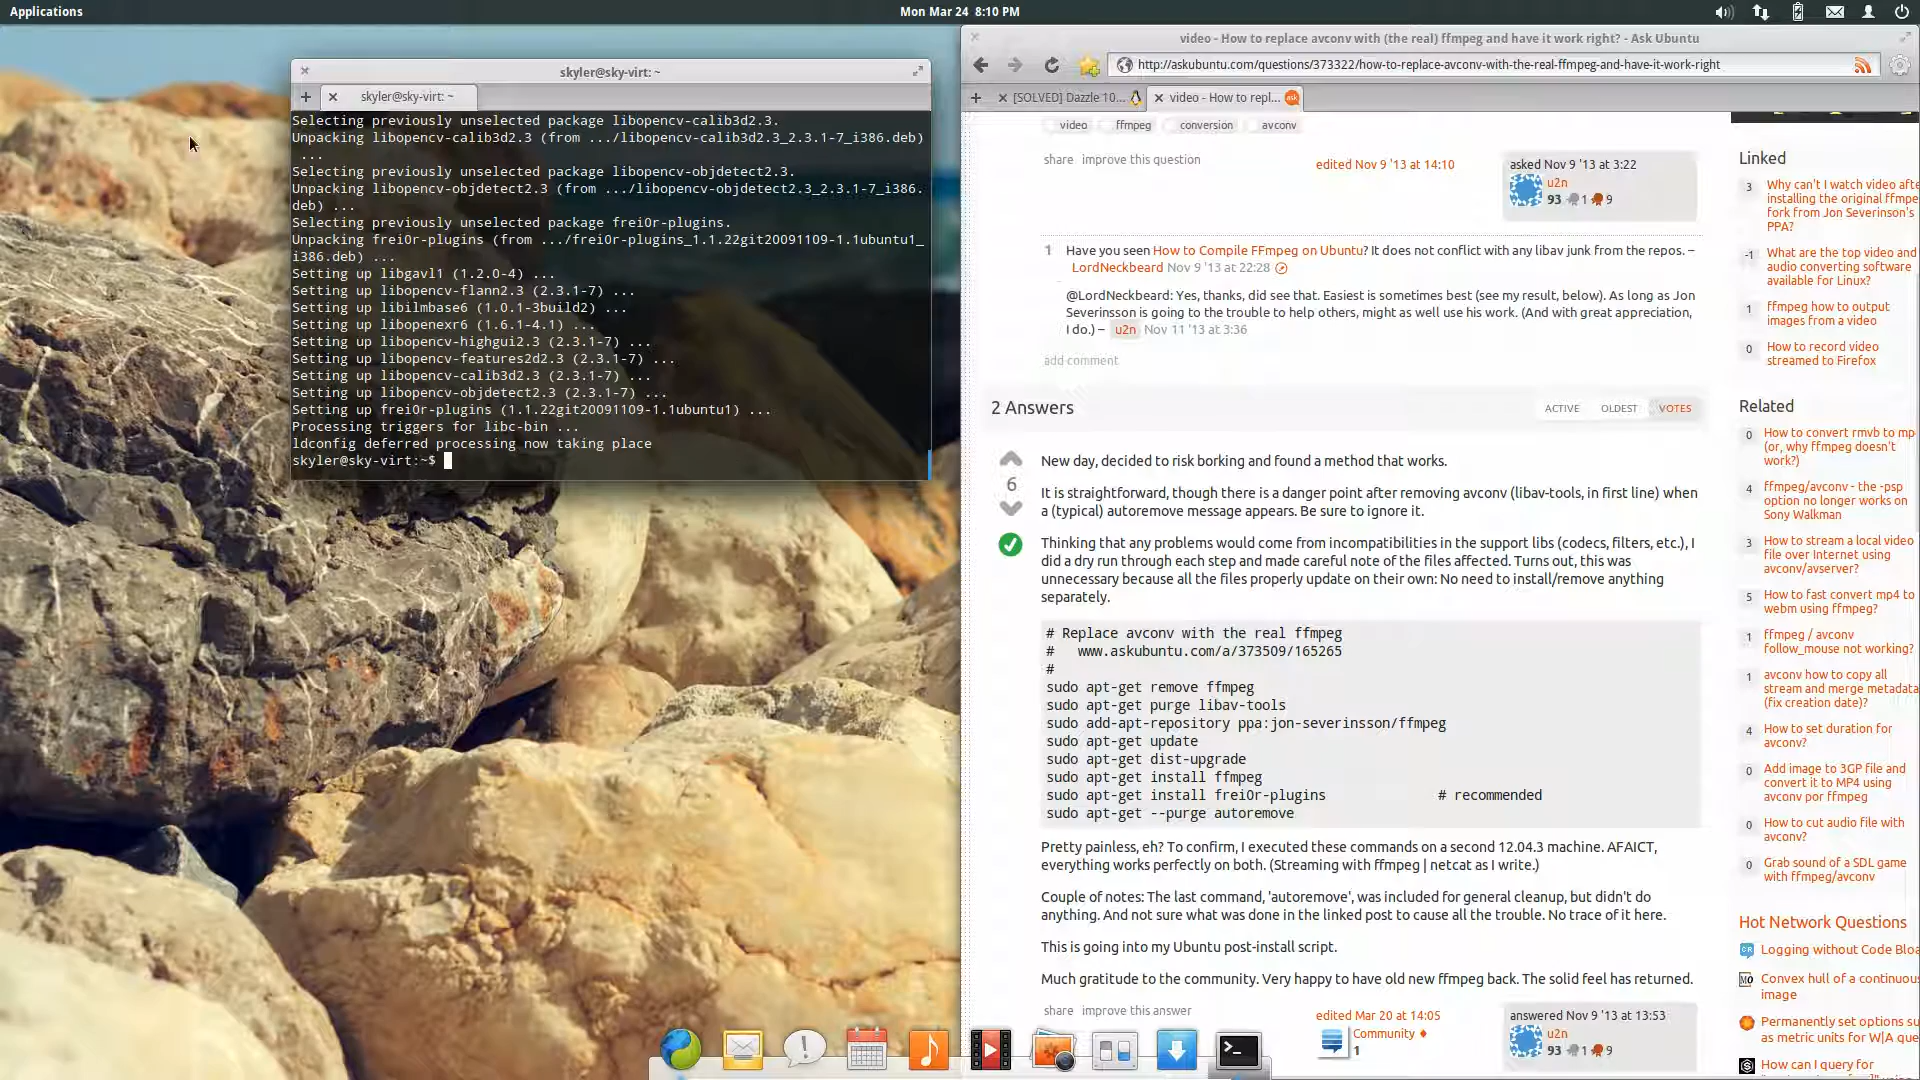 Applications
Mon Mar 24 8:10 PM
skyler@sky-virt: ~
skyler@sky-virt: ~
Selecting previously unselected package libopencv-calib3d2.3.
Unpacking libopencv-calib3d2.3 (from .../libopencv-calib3d2.3_2.3.1-7_i386.deb)
...
Selecting previously unselected package libopencv-objdetect2.3.
Unpacking libopencv-objdetect2.3 (from .../libopencv-objdetect2.3_2.3.1-7_i386.
deb) ...
Selecting previously unselected package frei0r-plugins.
Unpacking frei0r-plugins (from .../frei0r-plugins_1.1.22git20091109-1.1ubuntu1_
i386.deb) ...
Setting up libgavl1 (1.2.0-4) ...
Setting up libopencv-flann2.3 (2.3.1-7) ...
Setting up libilmbase6 (1.0.1-3build2) ...
Setting up libopenexr6 (1.6.1-4.1) ...
Setting up libopencv-highgui2.3 (2.3.1-7) ...
Setting up libopencv-features2d2.3 (2.3.1-7) ...
Setting up libopencv-calib3d2.3 (2.3.1-7) ...
Setting up libopencv-objdetect2.3 (2.3.1-7) ...
Setting up frei0r-plugins (1.1.22git20091109-1.1ubuntu1) ...
Processing triggers for libc-bin ...
ldconfig deferred processing now taking place
skyler@sky-virt:~$
video - How to replace avconv with (the real) ffmpeg and have it work right? - Ask Ubuntu
http://askubuntu.com/questions/373322/how-to-replace-avconv-with-the-real-ffmpeg-and-have-it-work-right
[SOLVED] Dazzle 10...
video - How to repl...
video ffmpeg conversion avconv
share improve this question
edited Nov 9 '13 at 14:10
asked Nov 9 '13 at 3:22
u2n
93 1 9
1 Have you seen How to Compile FFmpeg on Ubuntu? It does not conflict with any libav junk from the repos. –
LordNeckbeard Nov 9 '13 at 22:28
@LordNeckbeard: Yes, thanks, did see that. Easiest is sometimes best (see my result, below). As long as Jon
Severinsson is going to the trouble to help others, might as well use his work. (And with great appreciation,
I do.) – u2n Nov 11 '13 at 3:36
add comment
2 Answers
ACTIVE OLDEST VOTES
6
New day, decided to risk borking and found a method that works.
It is straightforward, though there is a danger point after removing avconv (libav-tools, in first line) when
a (typical) autoremove message appears. Be sure to ignore it.
Thinking that any problems would come from incompatibilities in the support libs (codecs, filters, etc.), I
did a dry run through each step and made careful note of the files affected. Turns out, this was
unnecessary because all the files properly update on their own: No need to install/remove anything
separately.
# Replace avconv with the real ffmpeg
# www.askubuntu.com/a/373509/165265
#
sudo apt-get remove ffmpeg
sudo apt-get purge libav-tools
sudo add-apt-repository ppa:jon-severinsson/ffmpeg
sudo apt-get update
sudo apt-get dist-upgrade
sudo apt-get install ffmpeg
sudo apt-get install frei0r-plugins # recommended
sudo apt-get --purge autoremove
Pretty painless, eh? To confirm, I executed these commands on a second 12.04.3 machine. AFAICT,
everything works perfectly on both. (Streaming with ffmpeg | netcat as I write.)
Couple of notes: The last command, 'autoremove', was included for general cleanup, but didn't do
anything. And not sure what was done in the linked post to cause all the trouble. No trace of it here.
This is going into my Ubuntu post-install script.
Much gratitude to the community. Very happy to have old new ffmpeg back. The solid feel has returned.
share improve this answer
edited Mar 20 at 14:05
Community ♦
1
answered Nov 9 '13 at 13:53
u2n
93 1 9
Linked
3 Why can't I watch video afte
installing the original ffmpe
fork from Jon Severinson's
PPA?
-1 What are the top video and
audio converting software
available for Linux?
1 ffmpeg how to output
images from a video
0 How to record video
streamed to Firefox
Related
0 How to convert rmvb to mp
(or, why ffmpeg doesn't
work?)
4 ffmpeg/avconv - the -psp
option no longer works on
Sony Walkman
3 How to stream a local video
file over Internet using
avconv/avserver?
5 How to fast convert mp4 to
webm using ffmpeg?
1 ffmpeg / avconv
follow_mouse not working?
1 avconv how to copy all
stream and merge metadata
(fix creation date)?
4 How to set duration for
avconv?
0 Add image to 3GP file and
convert it to MP4 using
avconv por ffmpeg
0 How to cut audio file with
avconv?
0 Grab sound of a SDL game
with ffmpeg/avconv
Hot Network Questions
Logging without Code Bloa
Convex hull of a continuous
image
Permanently set options su
as metric units for W|A que
How can I query for